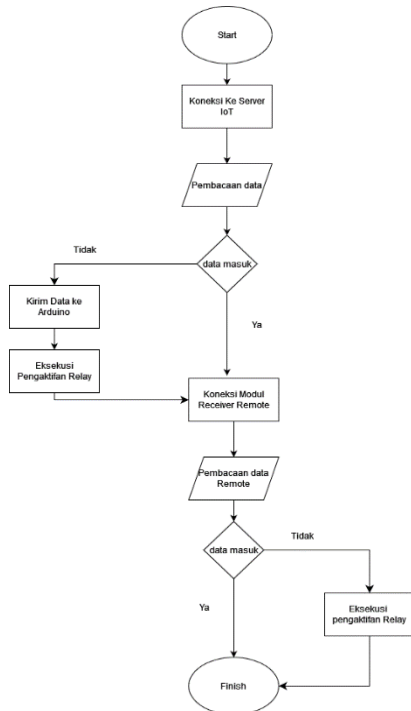 Start
Koneksi Ke Server
IoT
Pembacaan data
Tidak
data masuk
Kirim Data ke
Arduino
Ya
Eksekusi
Pengaktifan Relay
Koneksi Modul
Receiver Remote
Pembacaan data
Remote
Tidak
data masuk
Ya
Eksekusi
pengaktifan Relay
Finish